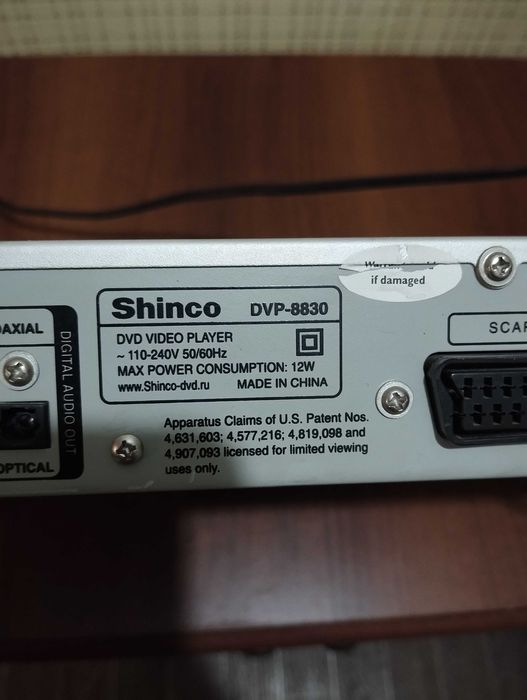 if damaged
Shinco DVP-8830
DVD VIDEO PLAYER
~ 110-240V 50/60Hz
MAX POWER CONSUMPTION: 12W
www.Shinco-dvd.ru MADE IN CHINA
Apparatus Claims of U.S. Patent Nos.
4,631,603; 4,577,216; 4,819,098 and
4,907,093 licensed for limited viewing
uses only.
OAXIAL
DIGITAL AUDIO OUT
OPTICAL
SCAR